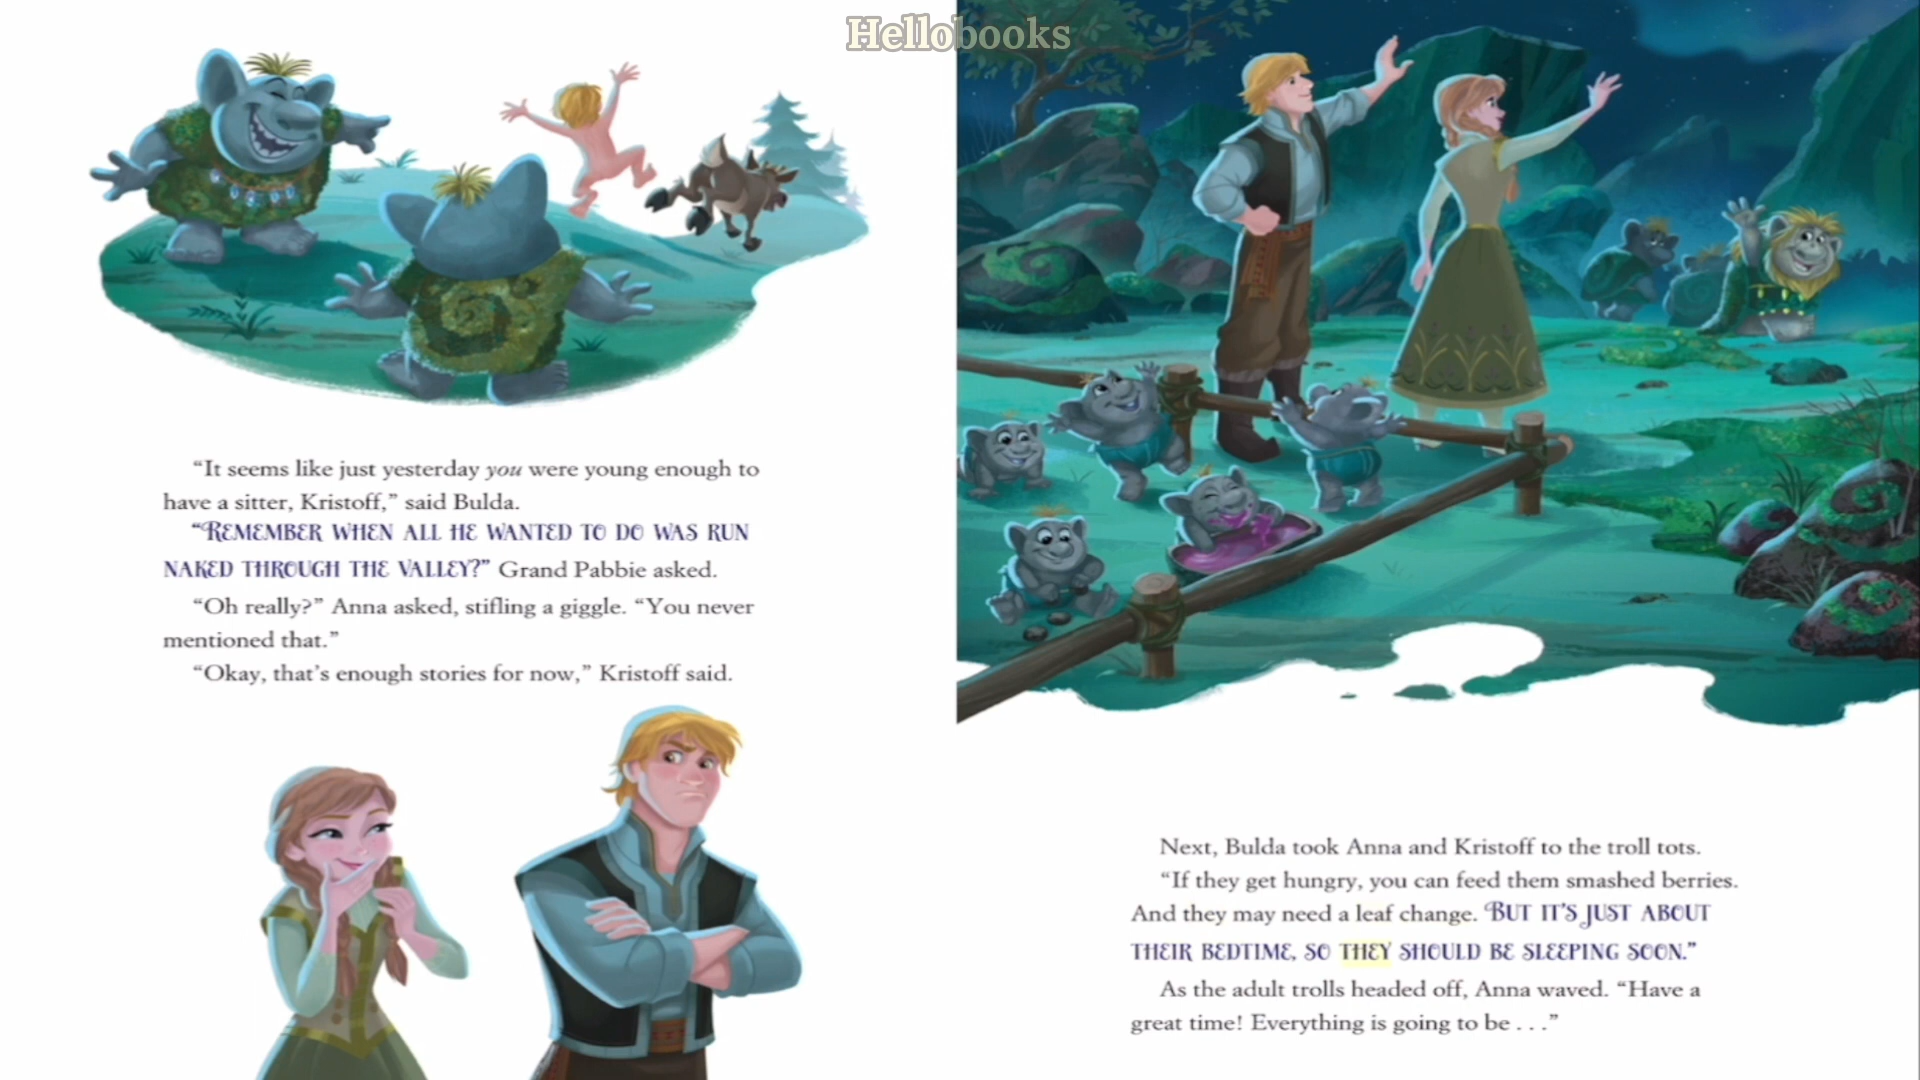 Hellobooks
“It seems like just yesterday you were young enough to
have a sitter, Kristoff,” said Bulda.
“REMEMBER WHEN ALL HE WANTED TO DO WAS RUN
NAKED THROUGH THE VALLEY?” Grand Pabbie asked.
“Oh really?” Anna asked, stifling a giggle. “You never
mentioned that.”
“Okay, that’s enough stories for now,” Kristoff said.
Next, Bulda took Anna and Kristoff to the troll tots.
“If they get hungry, you can feed them smashed berries.
And they may need a leaf change. BUT IT’S JUST ABOUT
THEIR BEDTIME, SO THEY SHOULD BE SLEEPING SOON.”
As the adult trolls headed off, Anna waved. “Have a
great time! Everything is going to be . . .”